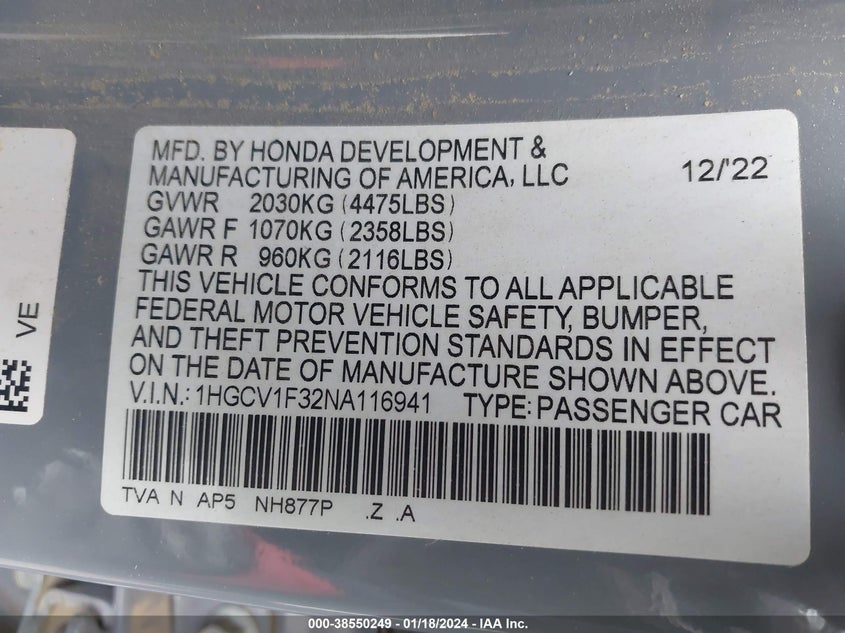 MFD. BY HONDA DEVELOPMENT &
MANUFACTURING OF AMERICA, LLC 12/'22
GVWR 2030KG (4475LBS)
GAWR F 1070KG (2358LBS)
GAWR R 960KG (2116LBS)
THIS VEHICLE CONFORMS TO ALL APPLICABLE
FEDERAL MOTOR VEHICLE SAFETY, BUMPER,
AND THEFT PREVENTION STANDARDS IN EFFECT
ON THE DATE OF MANUFACTURE SHOWN ABOVE.
V.I.N.: 1HGCV1F32NA116941 TYPE: PASSENGER CAR
TVA N AP5 NH877P .Z .A
VE
000-38550249 - 01/18/2024 - IAA Inc.